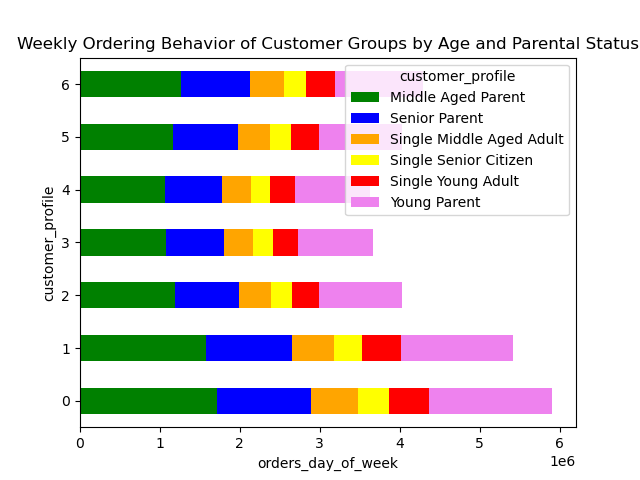 Weekly Ordering Behavior of Customer Groups by Age and Parental Status
customer_profile
Middle Aged Parent
Senior Parent
Single Middle Aged Adult
Single Senior Citizen
Single Young Adult
Young Parent
customer_profile
6
5
4
3
2
1
0
0 1 2 3 4 5 6
1e6
orders_day_of_week